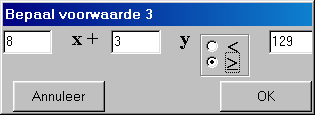 Bepaal voorwaarde 3
8 x + 3 y < 129
≥
Annuleer OK